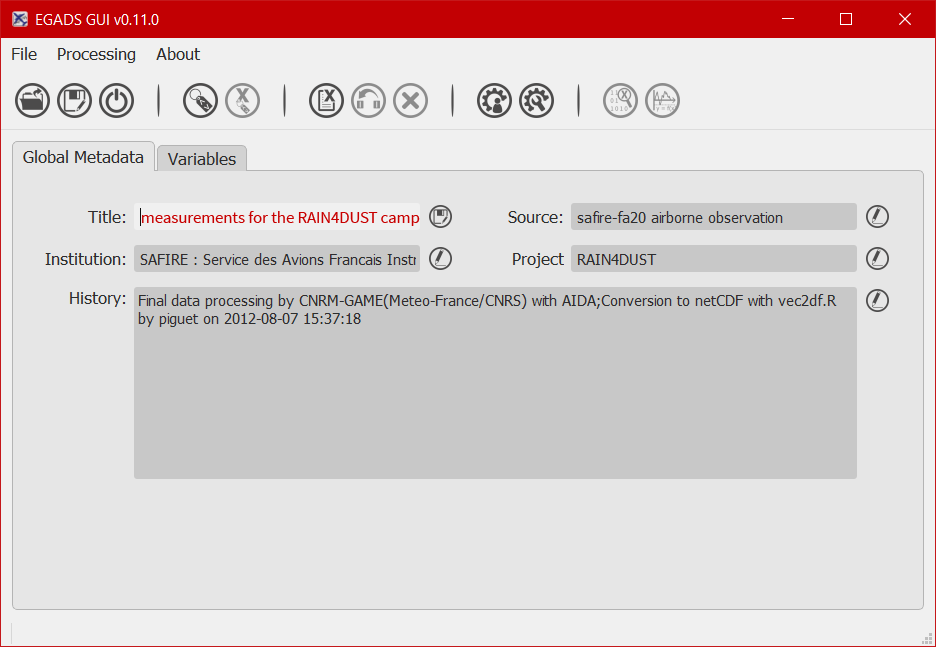 EGADS GUI v0.11.0
File Processing About
Global Metadata Variables
Title: measurements for the RAIN4DUST camp Source: safire-fa20 airborne observation
Institution: SAFIRE : Service des Avions Francais Instr Project RAIN4DUST
History: Final data processing by CNRM-GAME(Meteo-France/CNRS) with AIDA;Conversion to netCDF with vec2df.R
by piguet on 2012-08-07 15:37:18